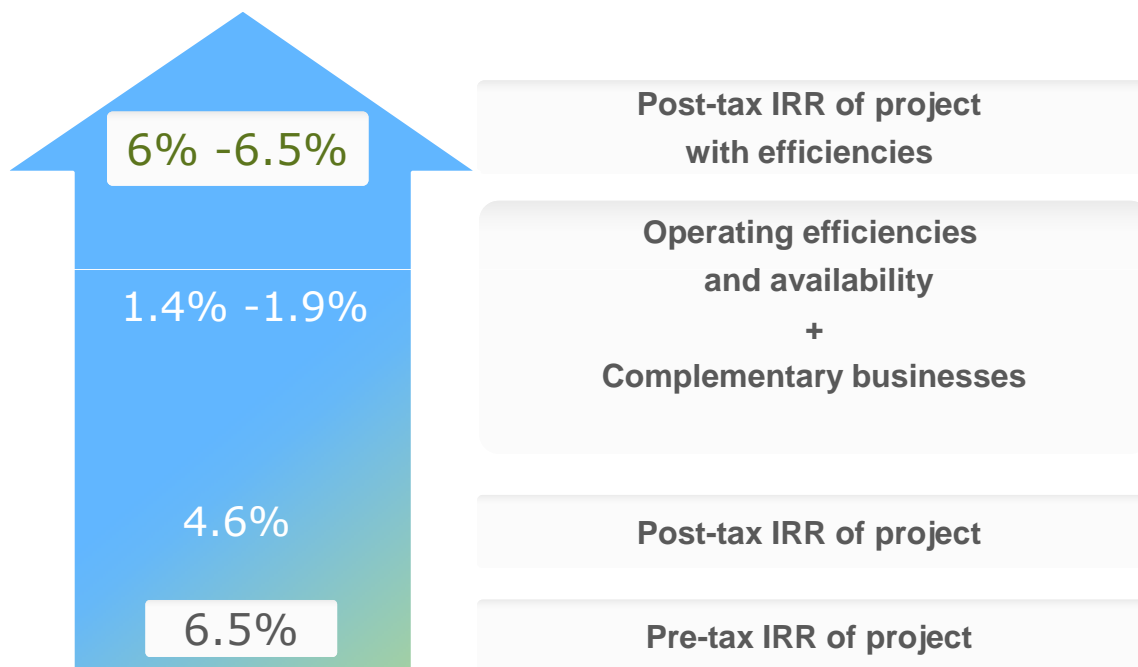 6% -6.5%
Post-tax IRR of project
with efficiencies
1.4% -1.9%
Operating efficiencies
and availability
+
Complementary businesses
4.6%
Post-tax IRR of project
6.5%
Pre-tax IRR of project